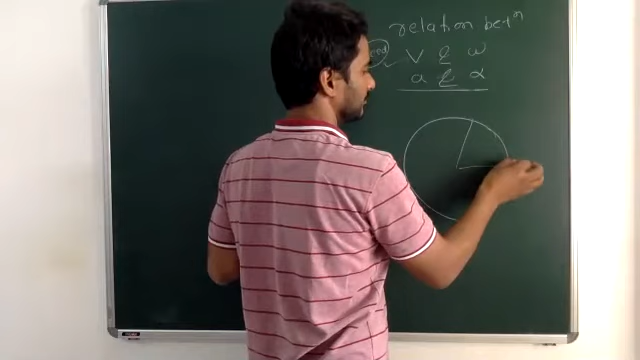 relation betⁿ
V & ω
a & α